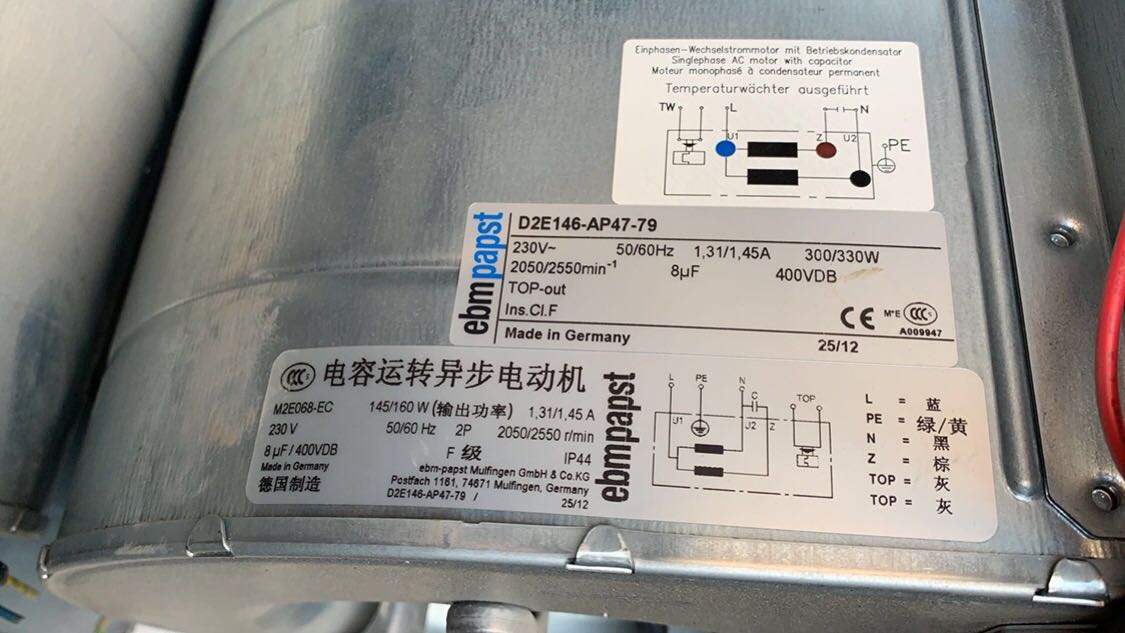 Einphasen-Wechselstrommotor mit Betriebskondensator
Singlephase AC motor with capacitor
Moteur monophasé à condensateur permanent
Temperaturwächter ausgeführt
TW L N
U1 Z U2 PE
ebmpapst
D2E146-AP47-79
230V~ 50/60Hz 1,31/1,45A 300/330W
2050/2550min⁻¹ 8µF 400VDB
TOP-out
Ins.Cl.F
CE M*E CCC S
A009947
Made in Germany 25/12
CCC 电容运转异步电动机
M2E068-EC 145/160 W (输出功率) 1,31/1,45 A
230 V 50/60 Hz 2P 2050/2550 r/min
8 µF / 400VDB F 级 IP44
Made in Germany ebm-papst Mulfingen GmbH & Co.KG
德国制造 Postfach 1161, 74671 Mulfingen, Germany
D2E146-AP47-79 / 25/12
ebmpapst
L PE N
C TOP
U1 U2 Z
L = 蓝
PE = 绿/黄
N = 黑
Z = 棕
TOP = 灰
TOP = 灰